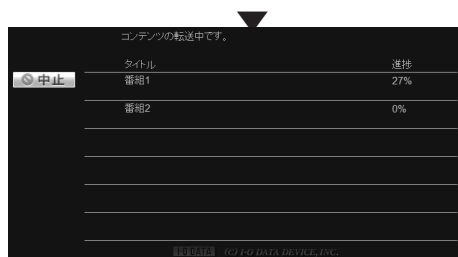 コンテンツの転送中です。
タイトル 進捗
中止
番組1 27%
番組2 0%
I-O DATA (C) I-O DATA DEVICE, INC.